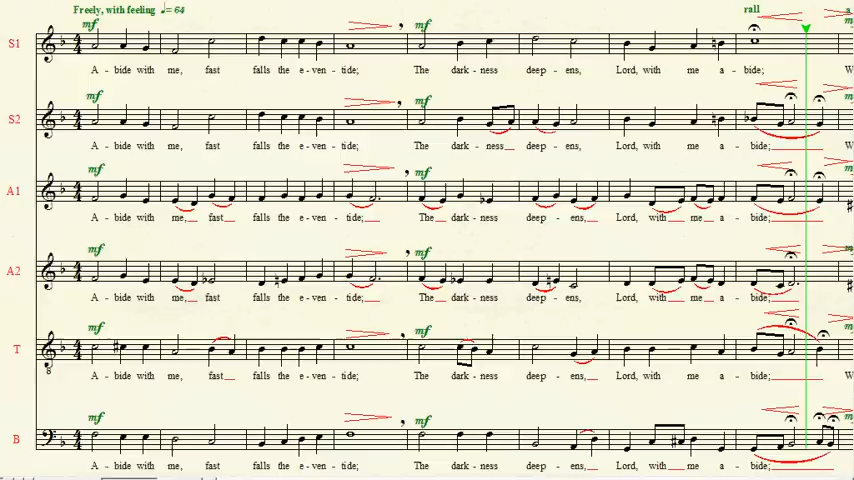 Freely, with feeling ♩= 64 rall a
mf mf m
S1
A - bide with me, fast falls the e - ven - tide; The dark - ness deep - ens, Lord, with me a - bide; W
mf mf m
S2
A - bide with me, fast falls the e - ven - tide; The dark - ness deep - ens, Lord, with me a - bide; W
mf mf m
A1
A - bide with me, fast falls the e - ven - tide; The dark - ness deep - ens, Lord, with me a - bide; W
mf mf m
A2
A - bide with me, fast falls the e - ven - tide; The dark - ness deep - ens, Lord, with me a - bide; W
mf mf m
T
8
A - bide with me, fast falls the e - ven - tide; The dark - ness deep - ens, Lord, with me a - bide; W
mf mf m
B
A - bide with me, fast falls the e - ven - tide; The dark - ness deep - ens, Lord, with me a - bide; W